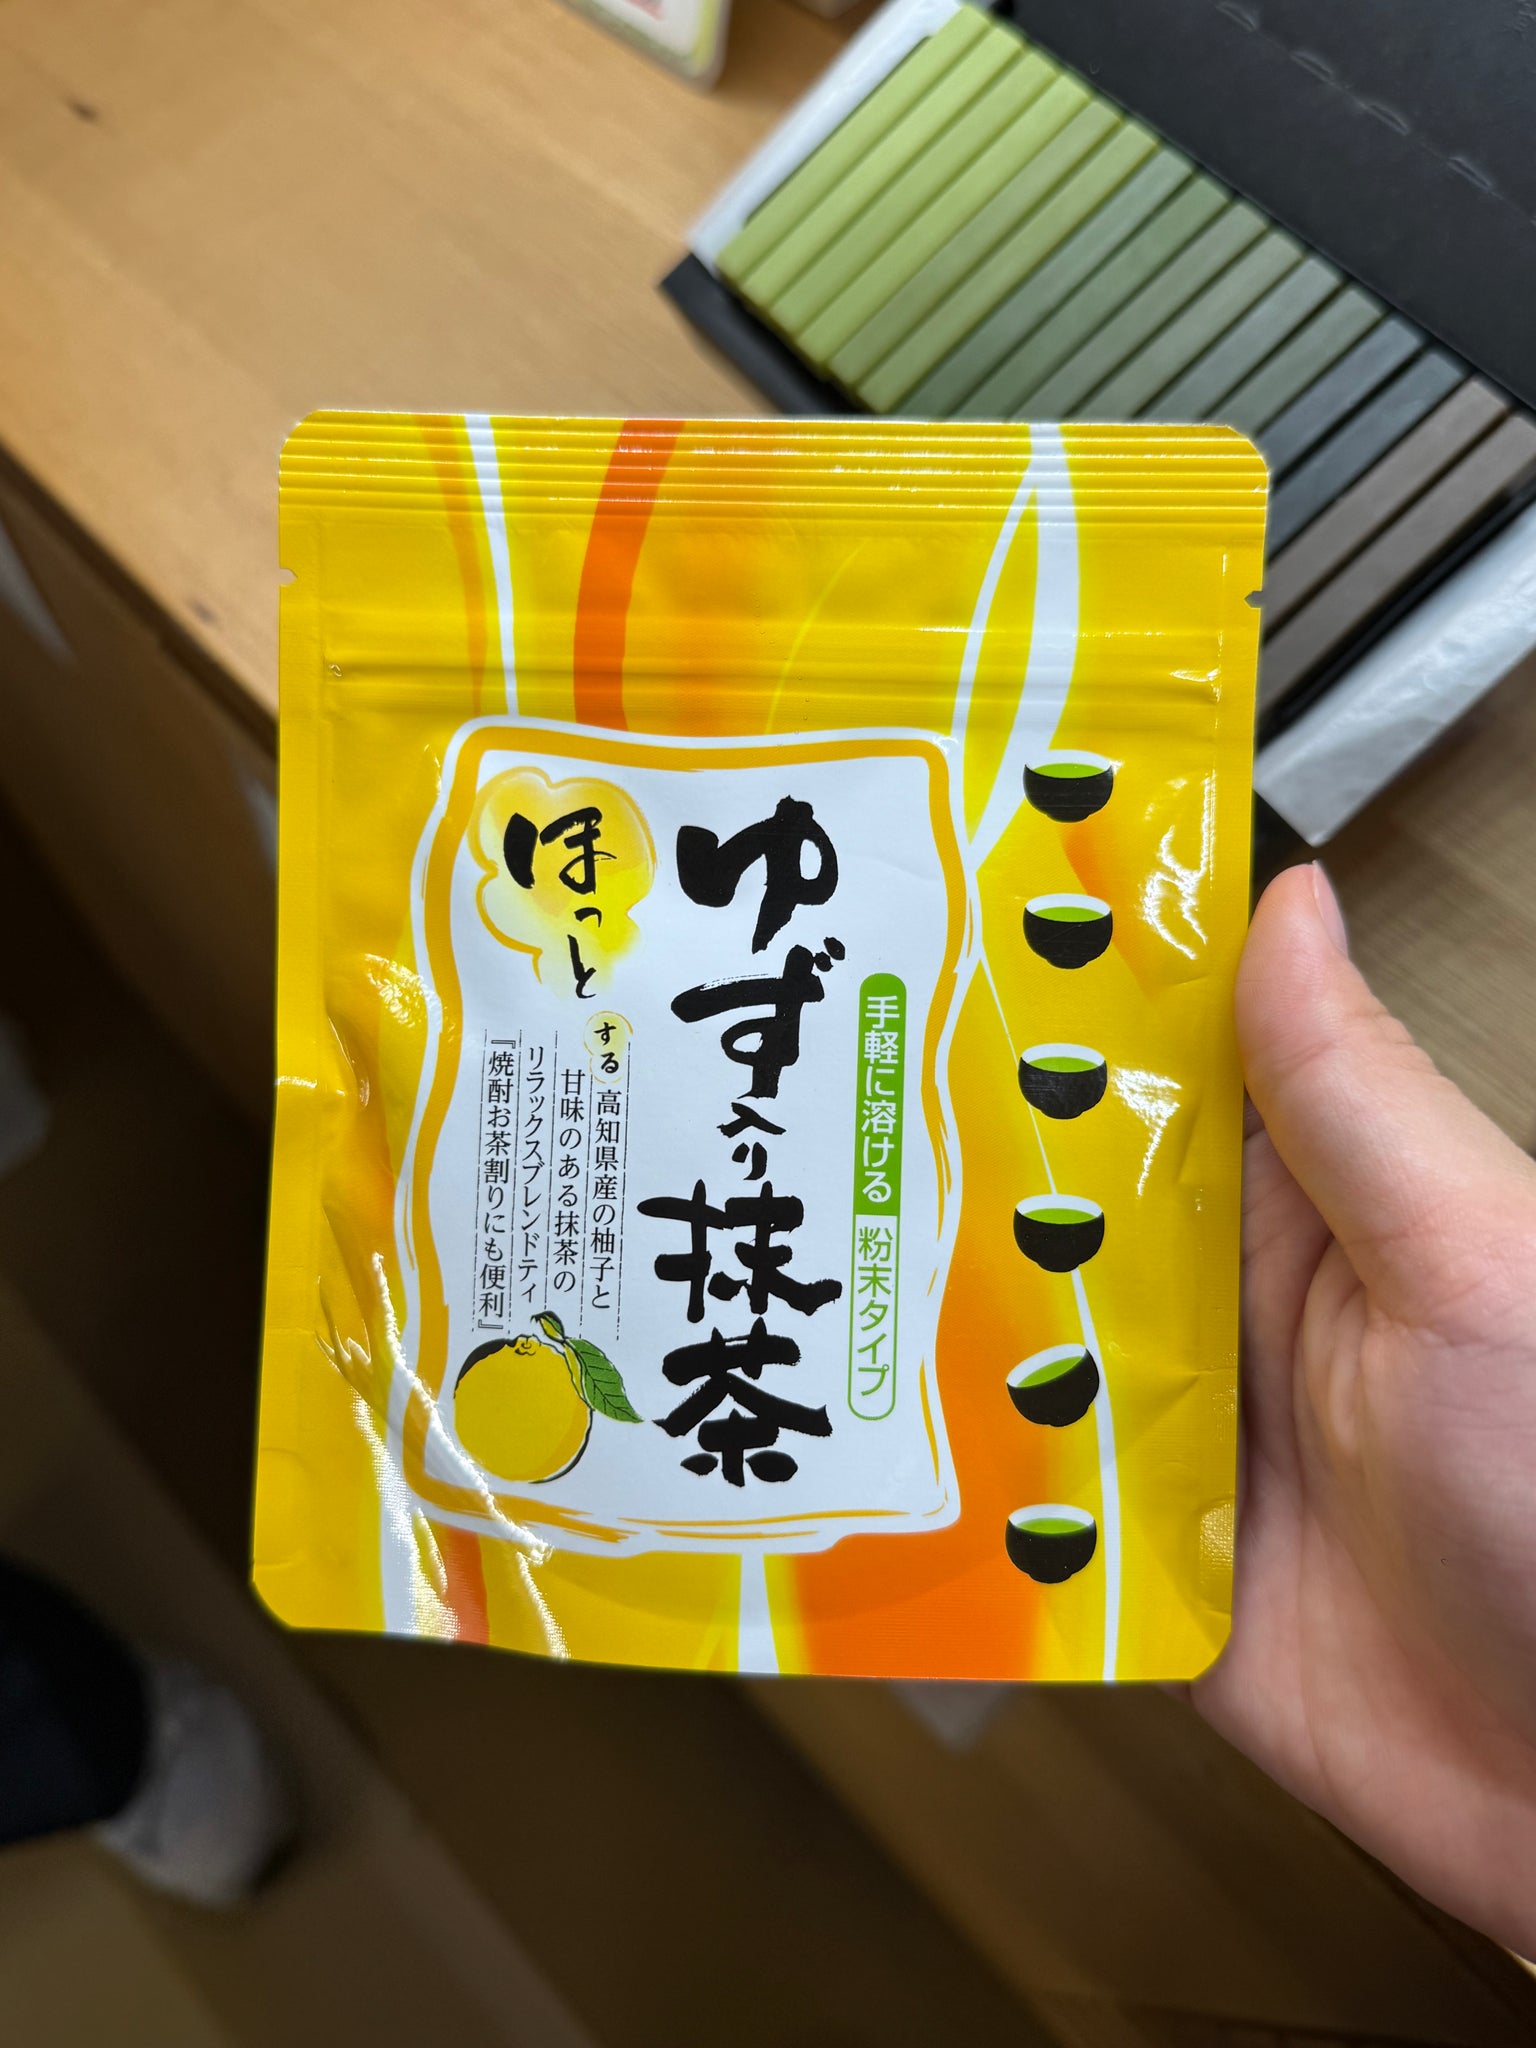 手軽に溶ける 粉末タイプ
ゆず入り抹茶
ほっと
する 高知県産の柚子と
甘味のある抹茶の
リラックスブレンドティ
『焼酎お茶割りにも便利』